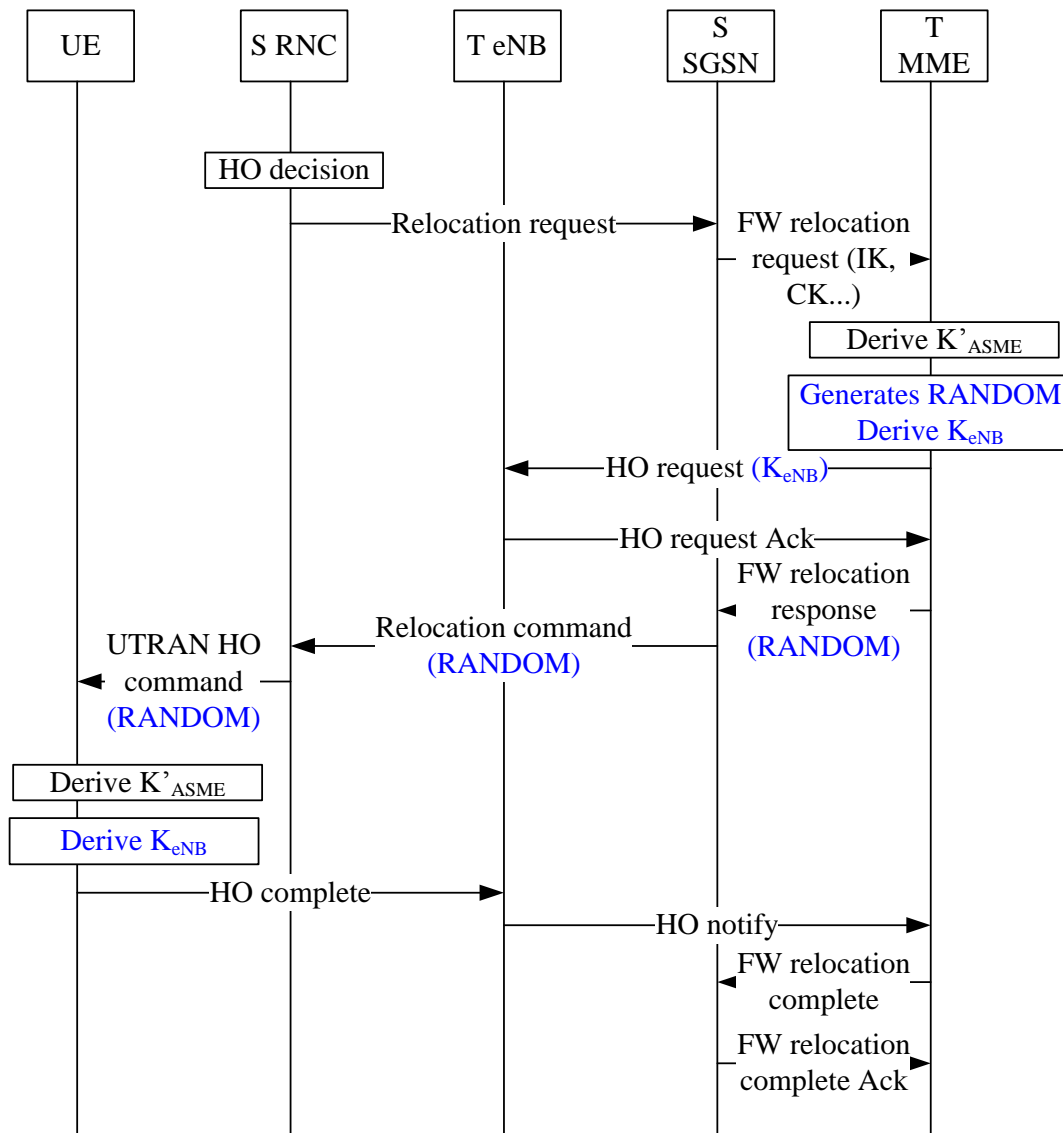 UE
S RNC
T eNB
S
SGSN
T
MME
HO decision
Relocation request
FW relocation
request (IK,
CK...)
Derive K’ASME
Generates RANDOM
Derive KeNB
HO request (KeNB)
HO request Ack
FW relocation
response
(RANDOM)
Relocation command
(RANDOM)
UTRAN HO
command
(RANDOM)
Derive K’ASME
Derive KeNB
HO complete
HO notify
FW relocation
complete
FW relocation
complete Ack